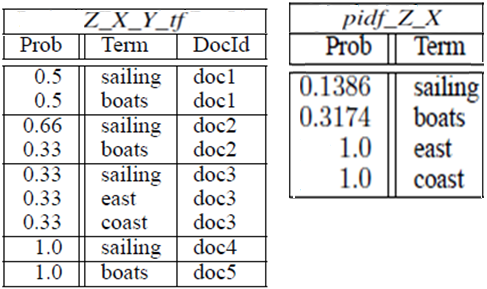 Z_X_Y_tf
Prob Term DocId
0.5 sailing doc1
0.5 boats doc1
0.66 sailing doc2
0.33 boats doc2
0.33 sailing doc3
0.33 east doc3
0.33 coast doc3
1.0 sailing doc4
1.0 boats doc5
pidf_Z_X
Prob Term
0.1386 sailing
0.3174 boats
1.0 east
1.0 coast